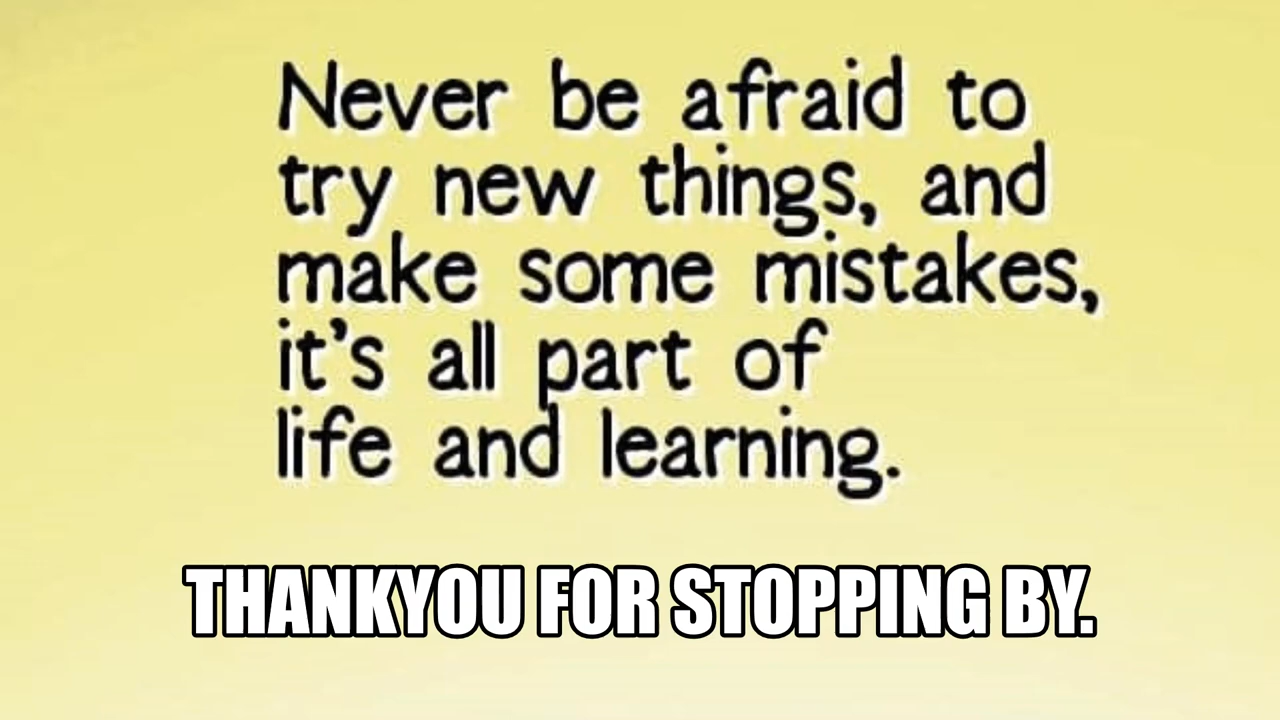 Never be afraid to
try new things, and
make some mistakes,
it's all part of
life and learning.
THANKYOU FOR STOPPING BY.